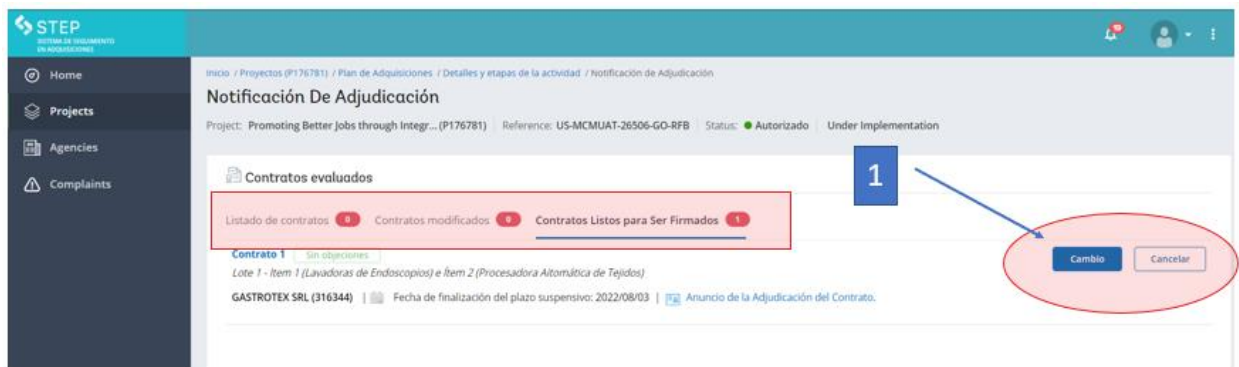 STEP
SISTEMA DE SEGUIMIENTO
EN ADQUISICIONES
Home
Projects
Agencies
Complaints
Inicio / Proyectos (P176781) / Plan de Adquisiciones / Detalles y etapas de la actividad / Notificación de Adjudicación
Notificación De Adjudicación
Project: Promoting Better Jobs through Integr... (P176781) Reference: US-MCMUAT-26506-GO-RFB Status: Autorizado Under Implementation
Contratos evaluados
1
Listado de contratos 0 Contratos modificados 0 Contratos Listos para Ser Firmados 1
Contrato 1 Sin objeciones
Cambio Cancelar
Lote 1 - Item 1 (Lavadoras de Endoscopios) e Ítem 2 (Procesadora Altomática de Tejidos)
GASTROTEX SRL (316344) | Fecha de finalización del plazo suspensivo: 2022/08/03 | Anuncio de la Adjudicación del Contrato.